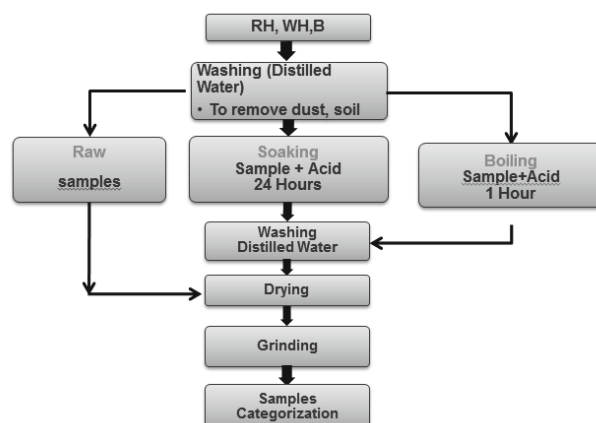 RH, WH,B
Washing (Distilled
Water)
• To remove dust, soil
Raw
samples
Soaking
Sample + Acid
24 Hours
Boiling
Sample+Acid
1 Hour
Washing
Distilled Water
Drying
Grinding
Samples
Categorization